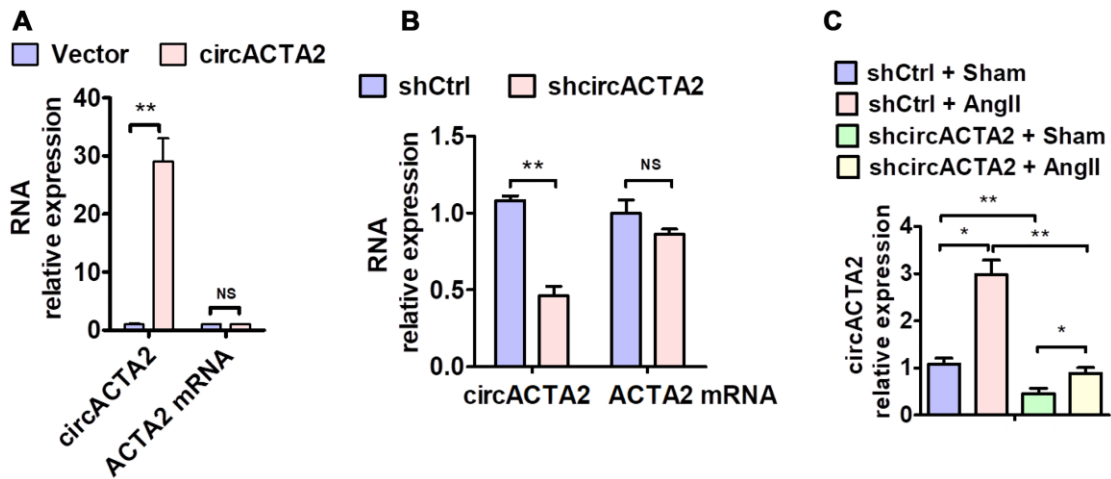 A
Vector circACTA2
RNA
relative expression
40
30
20
10
0
**
NS
circACTA2
ACTA2 mRNA
B
shCtrl shcircACTA2
RNA
relative expression
1.5
1.0
0.5
0.0
**
NS
circACTA2 ACTA2 mRNA
C
shCtrl + Sham
shCtrl + AngII
shcircACTA2 + Sham
shcircACTA2 + AngII
circACTA2
relative expression
4
3
2
1
0
**
*
**
*